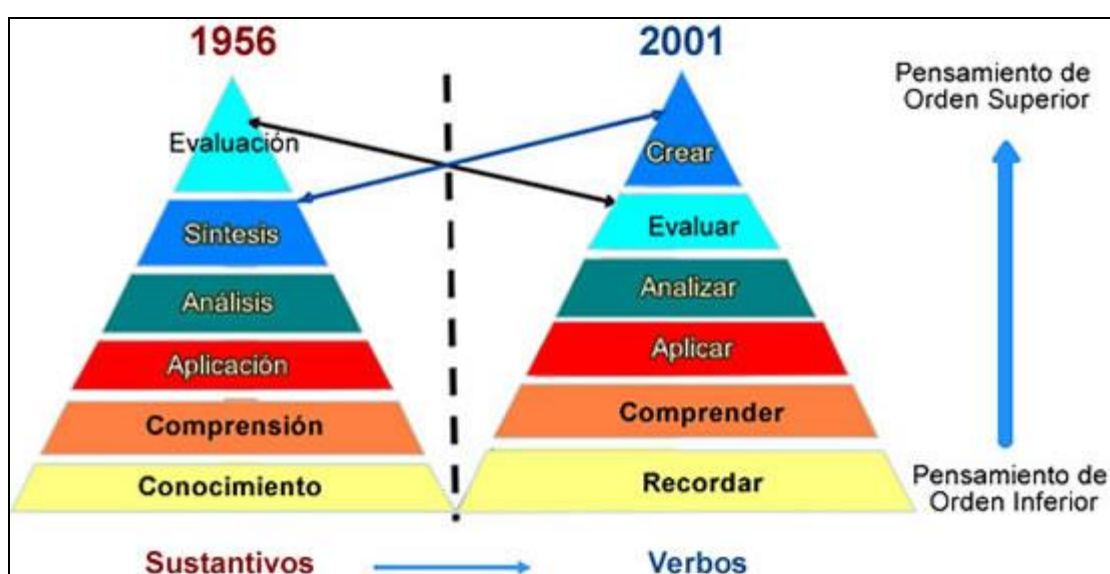 1956
Evaluación
Síntesis
Análisis
Aplicación
Comprensión
Conocimiento
Sustantivos
2001
Crear
Evaluar
Analizar
Aplicar
Comprender
Recordar
Verbos
Pensamiento de
Orden Superior
Pensamiento de
Orden Inferior